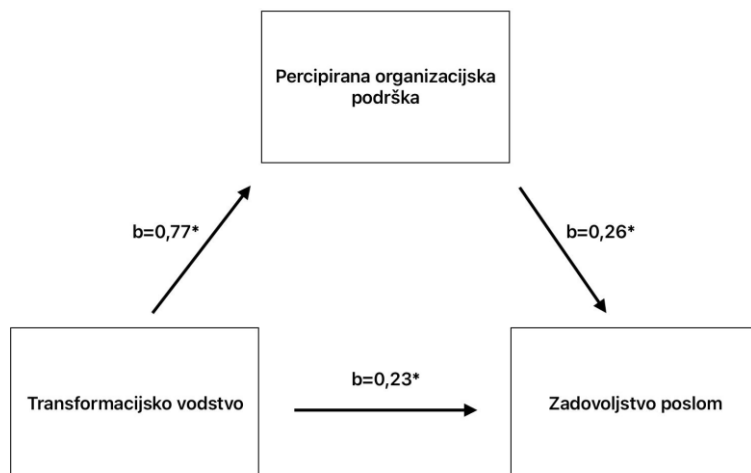 Percipirana organizacijska
podrška
b=0,77*
b=0,26*
b=0,23*
Transformacijsko vodstvo
Zadovoljstvo poslom